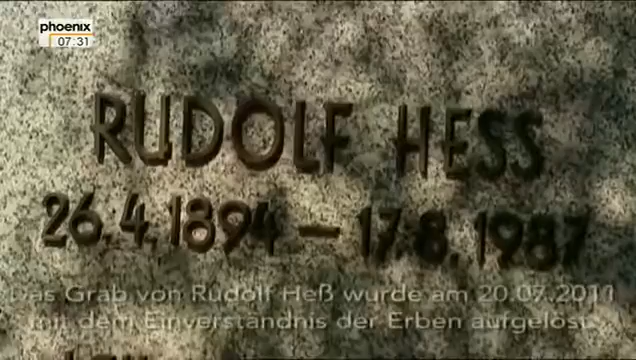 phoenix
07:31
RUDOLF HESS
26.4.1894 – 17.8.1987
Das Grab von Rudolf Heß wurde am 20.07.2011
mit dem Einverständnis der Erben aufgelöst.